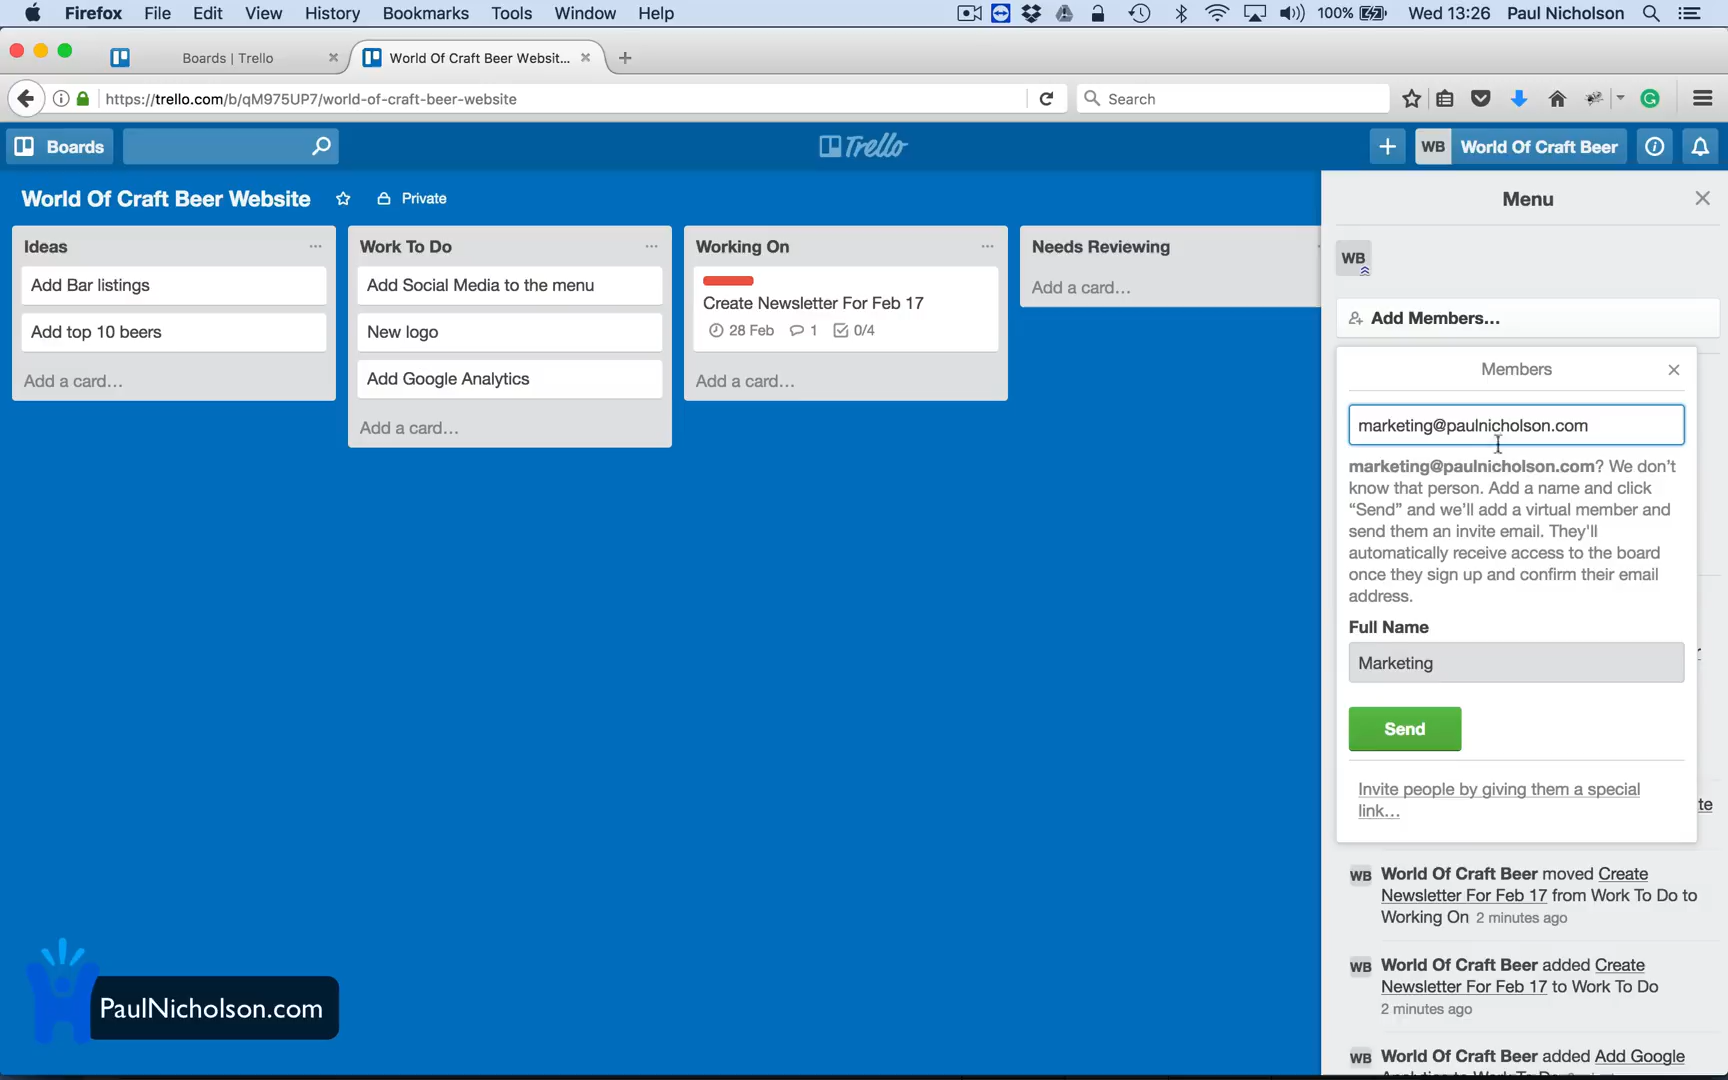 Firefox File Edit View History Bookmarks Tools Window Help 100% Wed 13:26 Paul Nicholson
Boards | Trello
World Of Craft Beer Websit...
https://trello.com/b/qM975UP7/world-of-craft-beer-website
Search
Boards
Trello
WB World Of Craft Beer
World Of Craft Beer Website
Private
Ideas
Add Bar listings
Add top 10 beers
Add a card…
Work To Do
Add Social Media to the menu
New logo
Add Google Analytics
Add a card…
Working On
Create Newsletter For Feb 17
28 Feb 1 0/4
Add a card…
Needs Reviewing
Add a card…
Menu
WB
Add Members…
Members
marketing@paulnicholson.com
marketing@paulnicholson.com? We don’t
know that person. Add a name and click
“Send” and we’ll add a virtual member and
send them an invite email. They’ll
automatically receive access to the board
once they sign up and confirm their email
address.
Full Name
Marketing
Send
Invite people by giving them a special
link…
te
WB World Of Craft Beer moved Create
Newsletter For Feb 17 from Work To Do to
Working On 2 minutes ago
WB World Of Craft Beer added Create
Newsletter For Feb 17 to Work To Do
2 minutes ago
WB World Of Craft Beer added Add Google
PaulNicholson.com